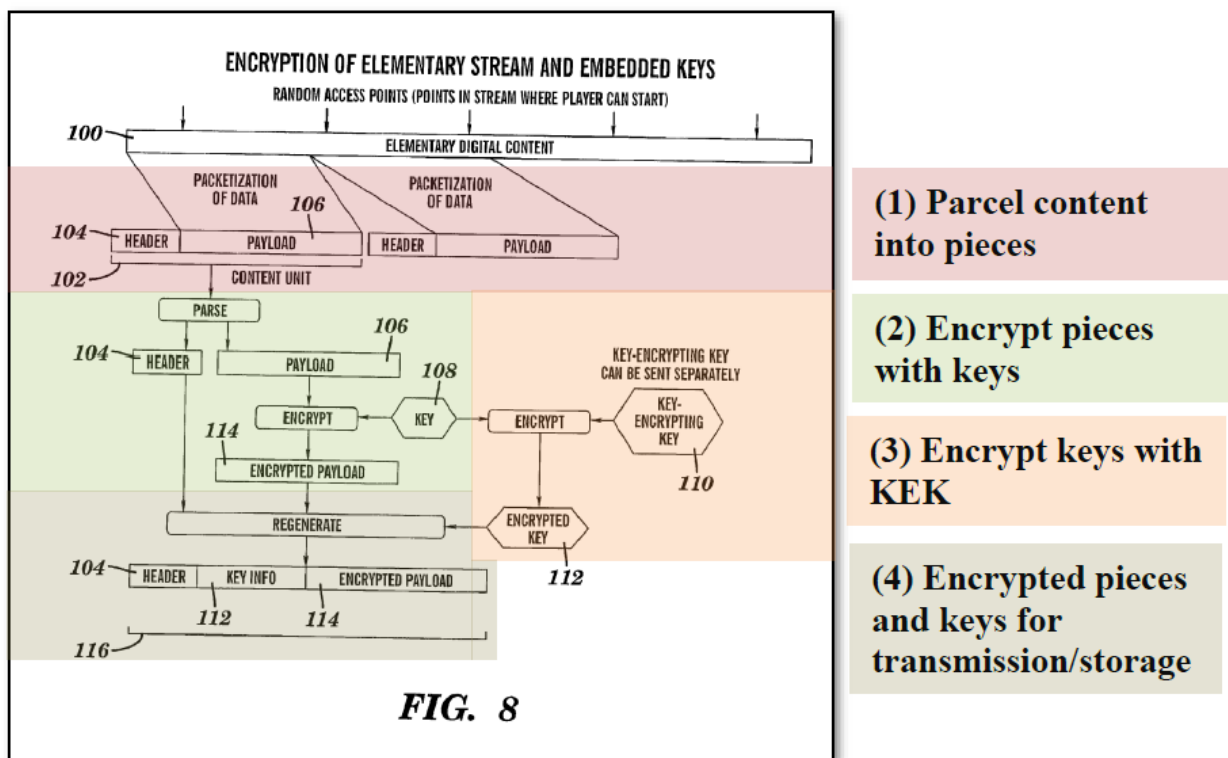 ENCRYPTION OF ELEMENTARY STREAM AND EMBEDDED KEYS
RANDOM ACCESS POINTS (POINTS IN STREAM WHERE PLAYER CAN START)
100
ELEMENTARY DIGITAL CONTENT
PACKETIZATION
OF DATA
PACKETIZATION
OF DATA
106
104
HEADER
PAYLOAD
HEADER
PAYLOAD
102
CONTENT UNIT
PARSE
106
104
HEADER
PAYLOAD
108
KEY-ENCRYPTING KEY
CAN BE SENT SEPARATELY
ENCRYPT
KEY
ENCRYPT
KEY-
ENCRYPTING
KEY
114
ENCRYPTED PAYLOAD
110
REGENERATE
ENCRYPTED
KEY
112
104
HEADER
KEY INFO
ENCRYPTED PAYLOAD
112
114
116
FIG. 8
(1) Parcel content
into pieces
(2) Encrypt pieces
with keys
(3) Encrypt keys with
KEK
(4) Encrypted pieces
and keys for
transmission/storage